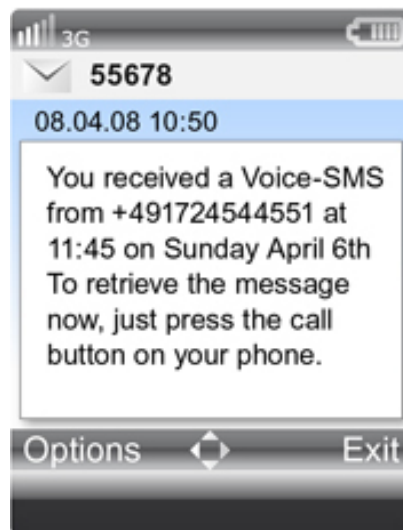 3G
55678
08.04.08 10:50
You received a Voice-SMS
from +491724544551 at
11:45 on Sunday April 6th
To retrieve the message
now, just press the call
button on your phone.
Options Exit